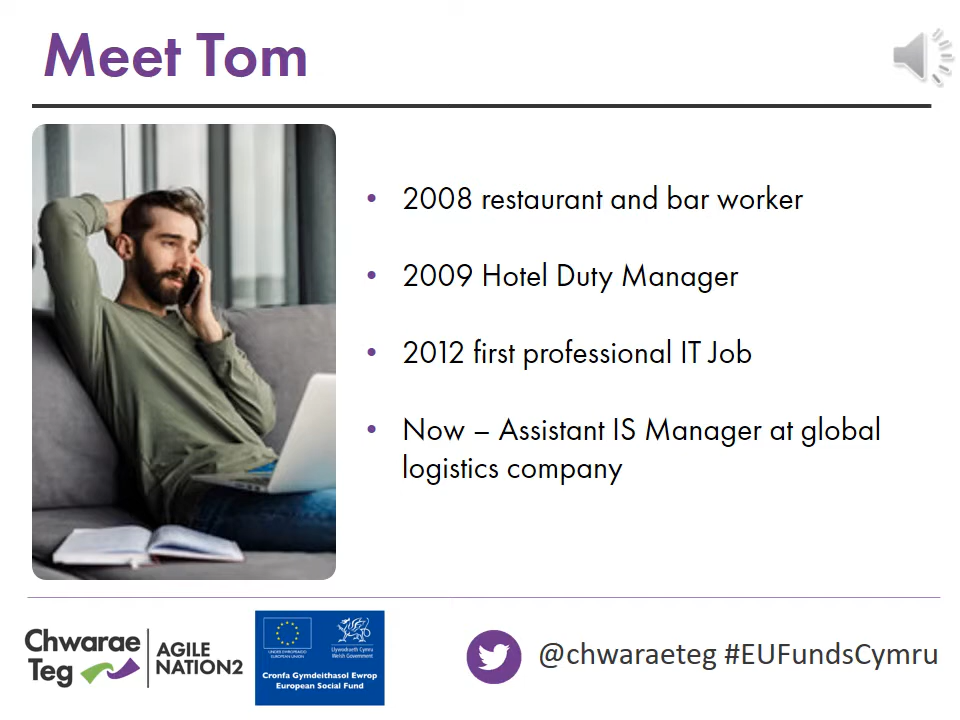 Meet Tom
• 2008 restaurant and bar worker
• 2009 Hotel Duty Manager
• 2012 first professional IT Job
• Now – Assistant IS Manager at global
logistics company
Chwarae
Teg
AGILE
NATION2
UNDEB EWROPEAIDD
EUROPEAN UNION
Llywodraeth Cymru
Welsh Government
Cronfa Gymdeithasol Ewrop
European Social Fund
@chwaraeteg #EUFundsCymru